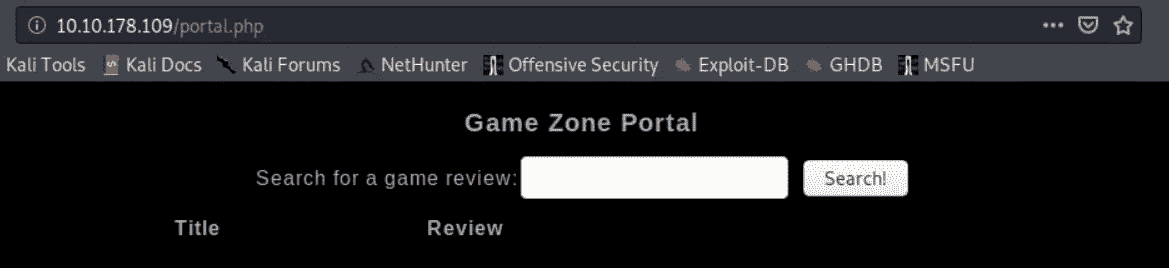 10.10.178.109/portal.php
Kali Tools Kali Docs Kali Forums NetHunter Offensive Security Exploit-DB GHDB MSFU
Game Zone Portal
Search for a game review: Search!
Title Review